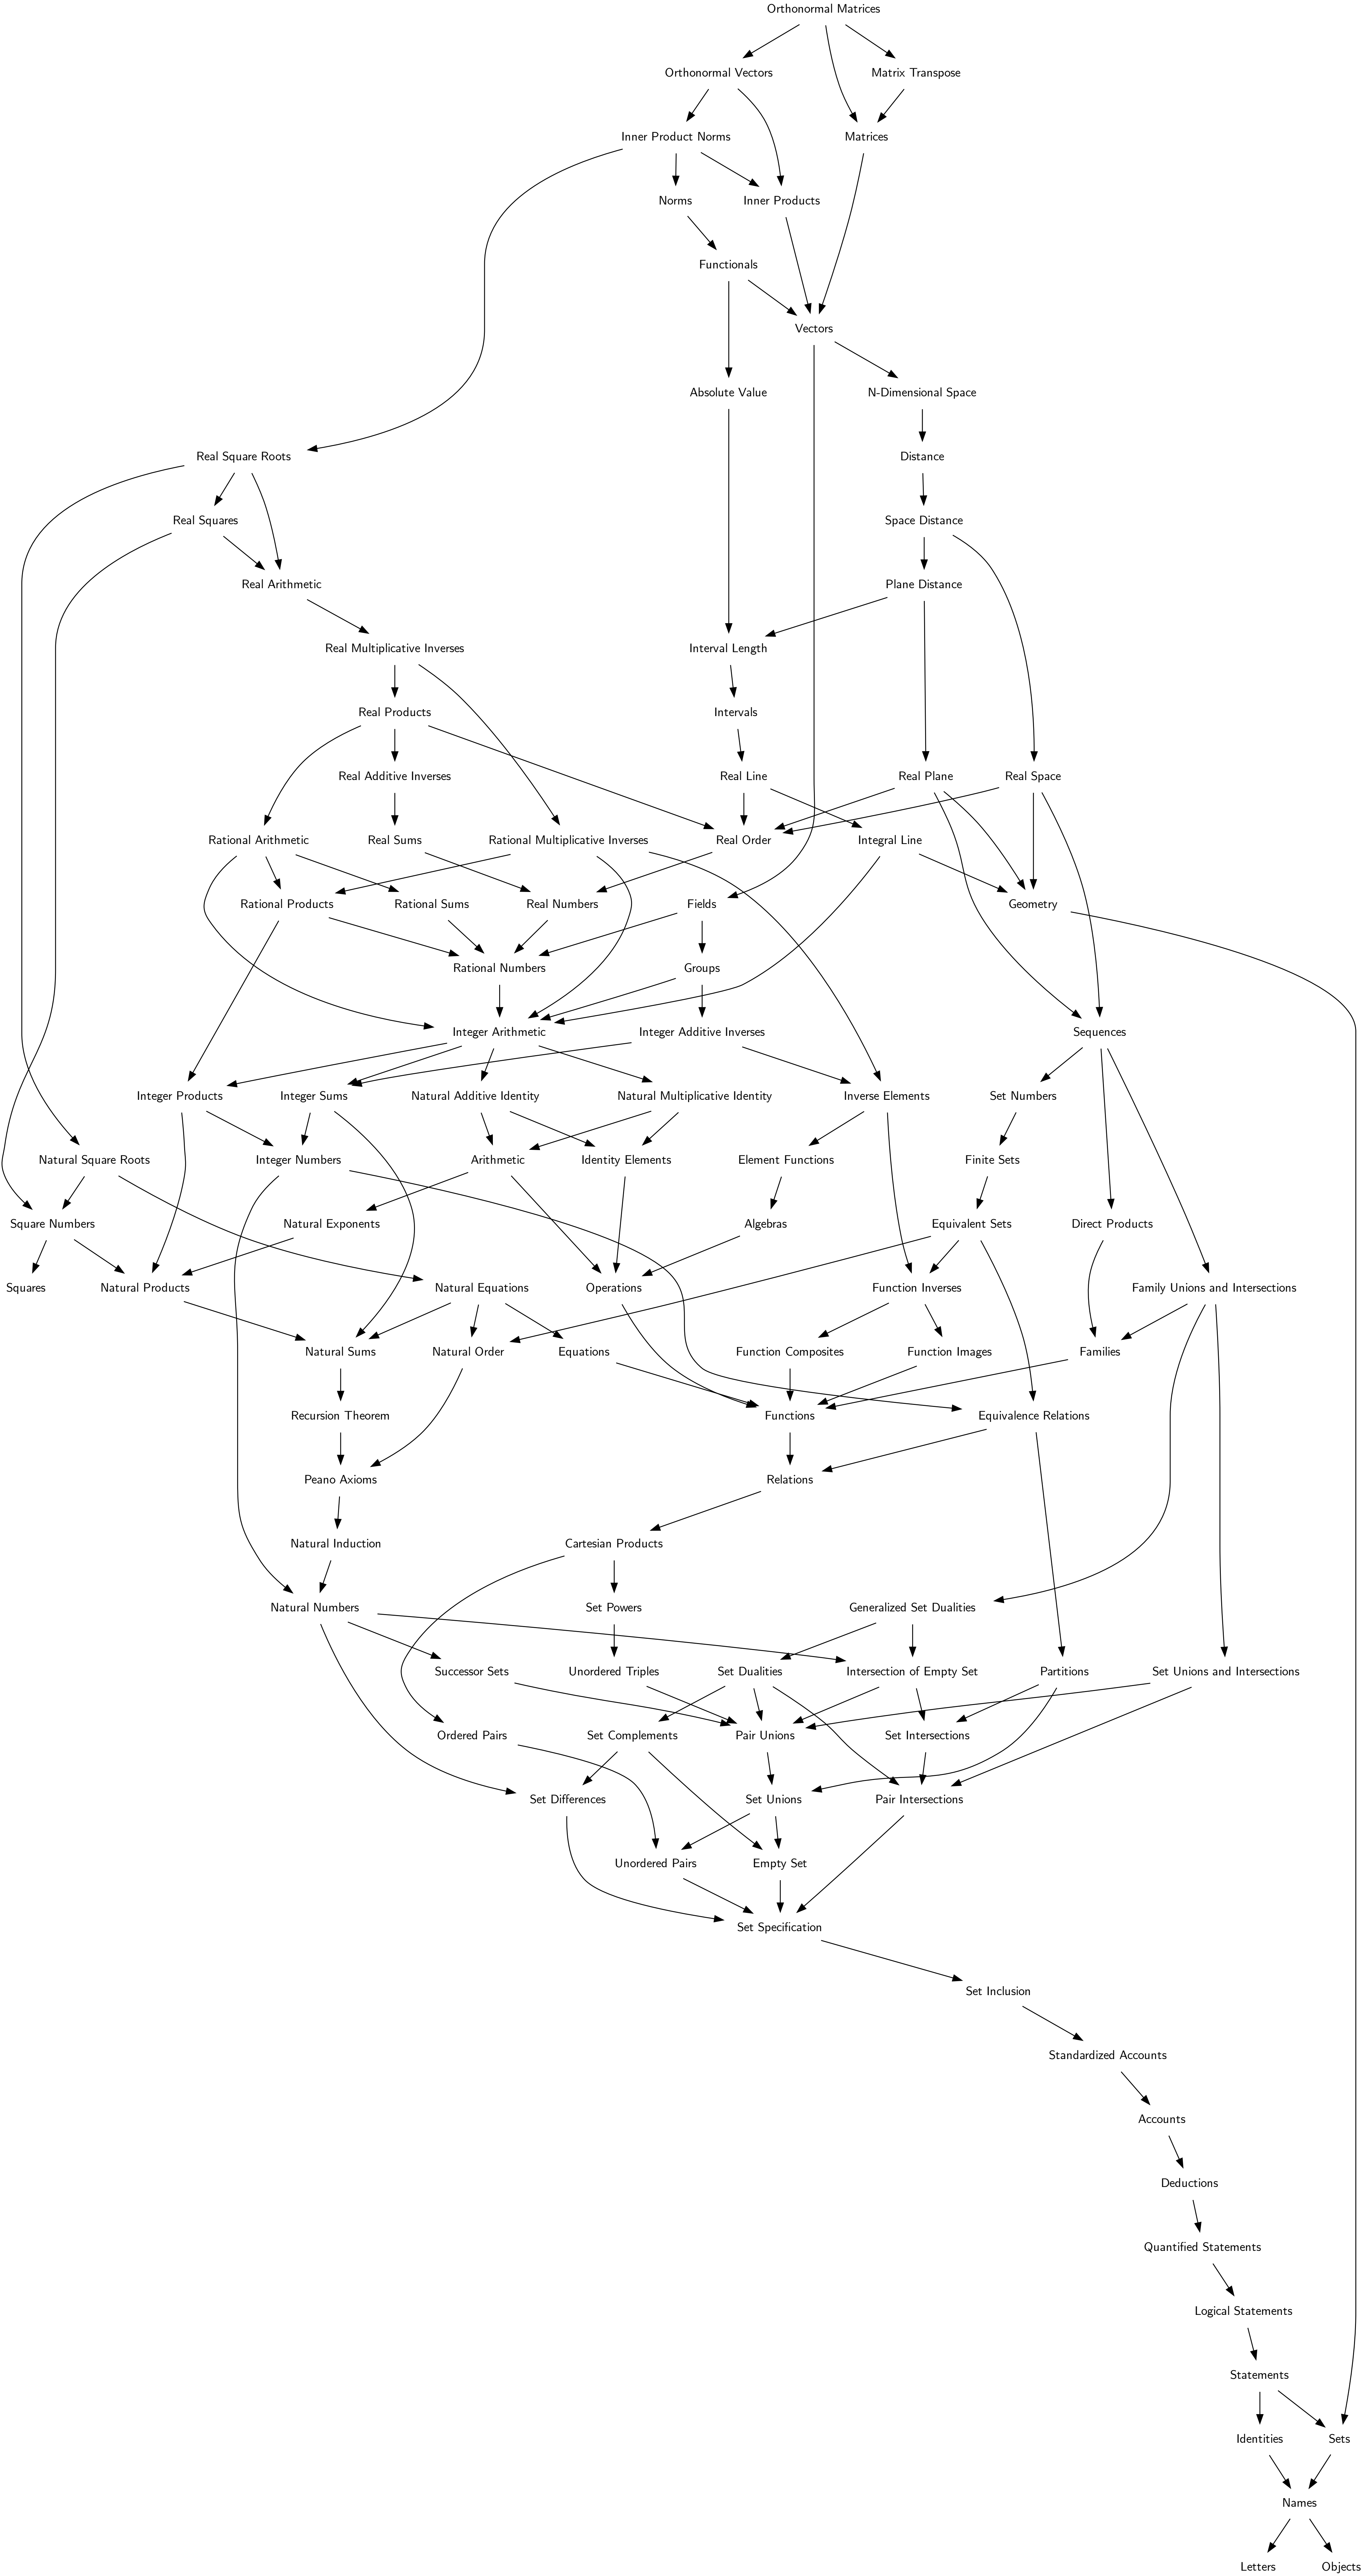 Orthonormal Matrices
Orthonormal Vectors
Matrix Transpose
Inner Product Norms
Matrices
Norms
Inner Products
Functionals
Vectors
Absolute Value
N-Dimensional Space
Real Square Roots
Distance
Real Squares
Space Distance
Real Arithmetic
Plane Distance
Real Multiplicative Inverses
Interval Length
Real Products
Intervals
Real Additive Inverses
Real Line
Real Plane
Real Space
Rational Arithmetic
Real Sums
Rational Multiplicative Inverses
Real Order
Integral Line
Rational Products
Rational Sums
Real Numbers
Fields
Geometry
Rational Numbers
Groups
Integer Arithmetic
Integer Additive Inverses
Sequences
Integer Products
Integer Sums
Natural Additive Identity
Natural Multiplicative Identity
Inverse Elements
Set Numbers
Natural Square Roots
Integer Numbers
Arithmetic
Identity Elements
Element Functions
Finite Sets
Square Numbers
Natural Exponents
Algebras
Equivalent Sets
Direct Products
Squares
Natural Products
Natural Equations
Operations
Function Inverses
Family Unions and Intersections
Natural Sums
Natural Order
Equations
Function Composites
Function Images
Families
Recursion Theorem
Functions
Equivalence Relations
Peano Axioms
Relations
Natural Induction
Cartesian Products
Natural Numbers
Set Powers
Generalized Set Dualities
Successor Sets
Unordered Triples
Set Dualities
Intersection of Empty Set
Partitions
Set Unions and Intersections
Ordered Pairs
Set Complements
Pair Unions
Set Intersections
Set Differences
Set Unions
Pair Intersections
Unordered Pairs
Empty Set
Set Specification
Set Inclusion
Standardized Accounts
Accounts
Deductions
Quantified Statements
Logical Statements
Statements
Identities
Sets
Names
Letters
Objects